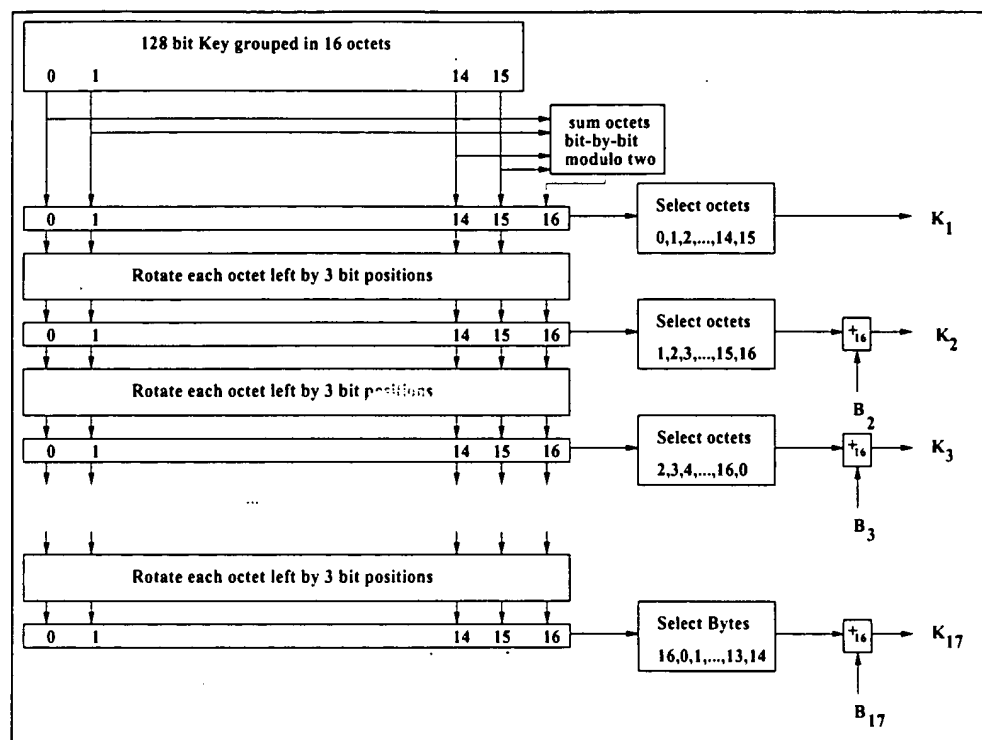 128 bit Key grouped in 16 octets
0 1 14 15
sum octets
bit-by-bit
modulo two
0 1 14 15 16
Select octets
0,1,2,...,14,15
K1
Rotate each octet left by 3 bit positions
0 1 14 15 16
Select octets
1,2,3,...,15,16
+16
K2
B2
Rotate each octet left by 3 bit positions
0 1 14 15 16
Select octets
2,3,4,...,16,0
+16
K3
B3
...
Rotate each octet left by 3 bit positions
0 1 14 15 16
Select Bytes
16,0,1,...,13,14
+16
K17
B17